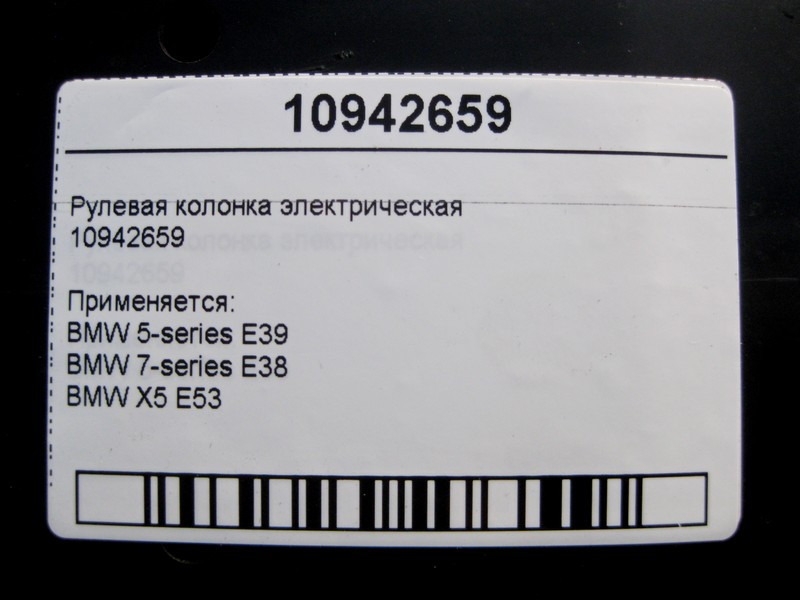 10942659
Рулевая колонка электрическая
10942659
Применяется:
BMW 5-series E39
BMW 7-series E38
BMW X5 E53